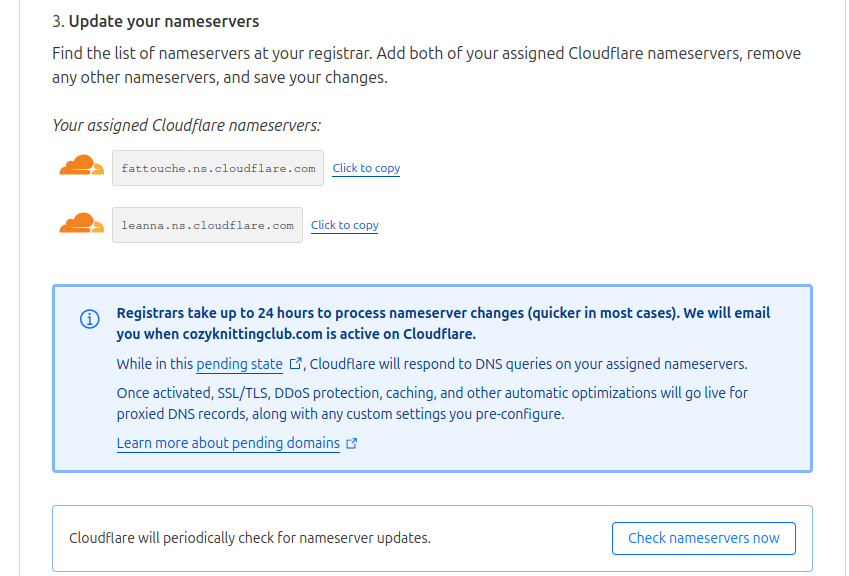 3. Update your nameservers
Find the list of nameservers at your registrar. Add both of your assigned Cloudflare nameservers, remove
any other nameservers, and save your changes.
Your assigned Cloudflare nameservers:
fattouche.ns.cloudflare.com Click to copy
leanna.ns.cloudflare.com Click to copy
Registrars take up to 24 hours to process nameserver changes (quicker in most cases). We will email
you when cozyknittingclub.com is active on Cloudflare.
While in this pending state, Cloudflare will respond to DNS queries on your assigned nameservers.
Once activated, SSL/TLS, DDoS protection, caching, and other automatic optimizations will go live for
proxied DNS records, along with any custom settings you pre-configure.
Learn more about pending domains
Cloudflare will periodically check for nameserver updates. Check nameservers now